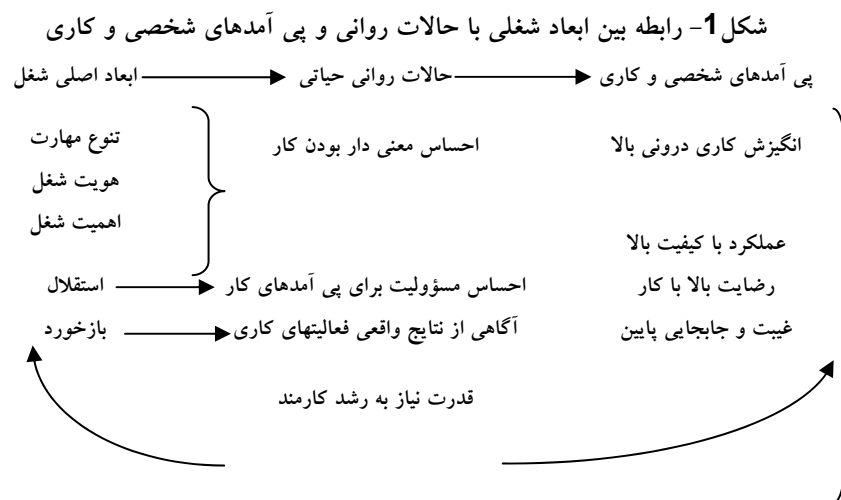 شکل1- رابطه بین ابعاد شغلی با حالات روانی و پی آمدهای شخصی و کاری
ابعاد اصلی شغل حالات روانی حیاتی پی آمدهای شخصی و کاری
تنوع مهارت احساس معنی دار بودن کار انگیزش کاری درونی بالا
هویت شغل
اهمیت شغل
عملکرد با کیفیت بالا
استقلال احساس مسؤولیت برای پی آمدهای کار رضایت بالا با کار
بازخورد آگاهی از نتایج واقعی فعالیتهای کاری غیبت و جابجایی پایین
قدرت نیاز به رشد کارمند